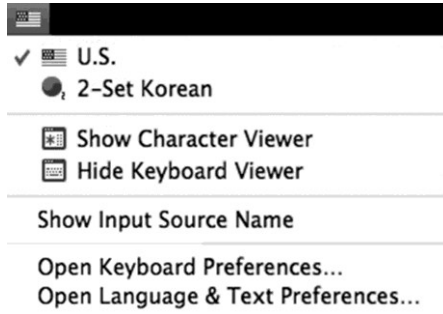 U.S.
2-Set Korean
Show Character Viewer
Hide Keyboard Viewer
Show Input Source Name
Open Keyboard Preferences...
Open Language & Text Preferences...